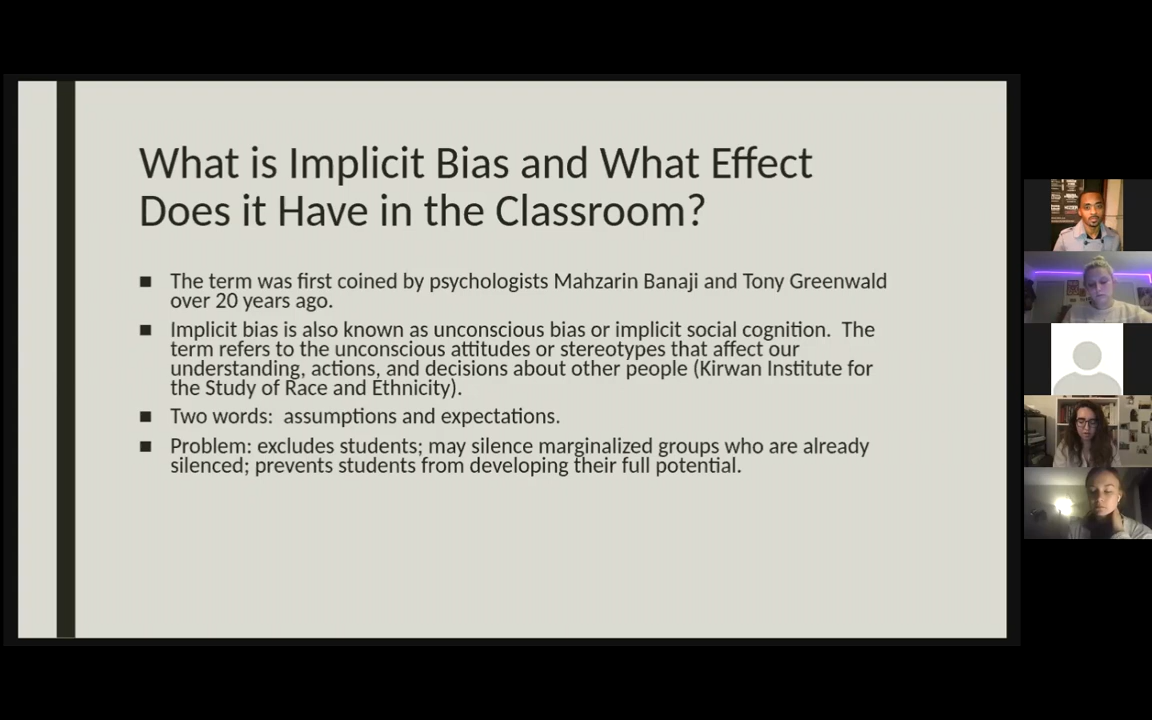 What is Implicit Bias and What Effect
Does it Have in the Classroom?
■ The term was first coined by psychologists Mahzarin Banaji and Tony Greenwald
over 20 years ago.
■ Implicit bias is also known as unconscious bias or implicit social cognition.  The
term refers to the unconscious attitudes or stereotypes that affect our
understanding, actions, and decisions about other people (Kirwan Institute for
the Study of Race and Ethnicity).
■ Two words:  assumptions and expectations.
■ Problem: excludes students; may silence marginalized groups who are already
silenced; prevents students from developing their full potential.